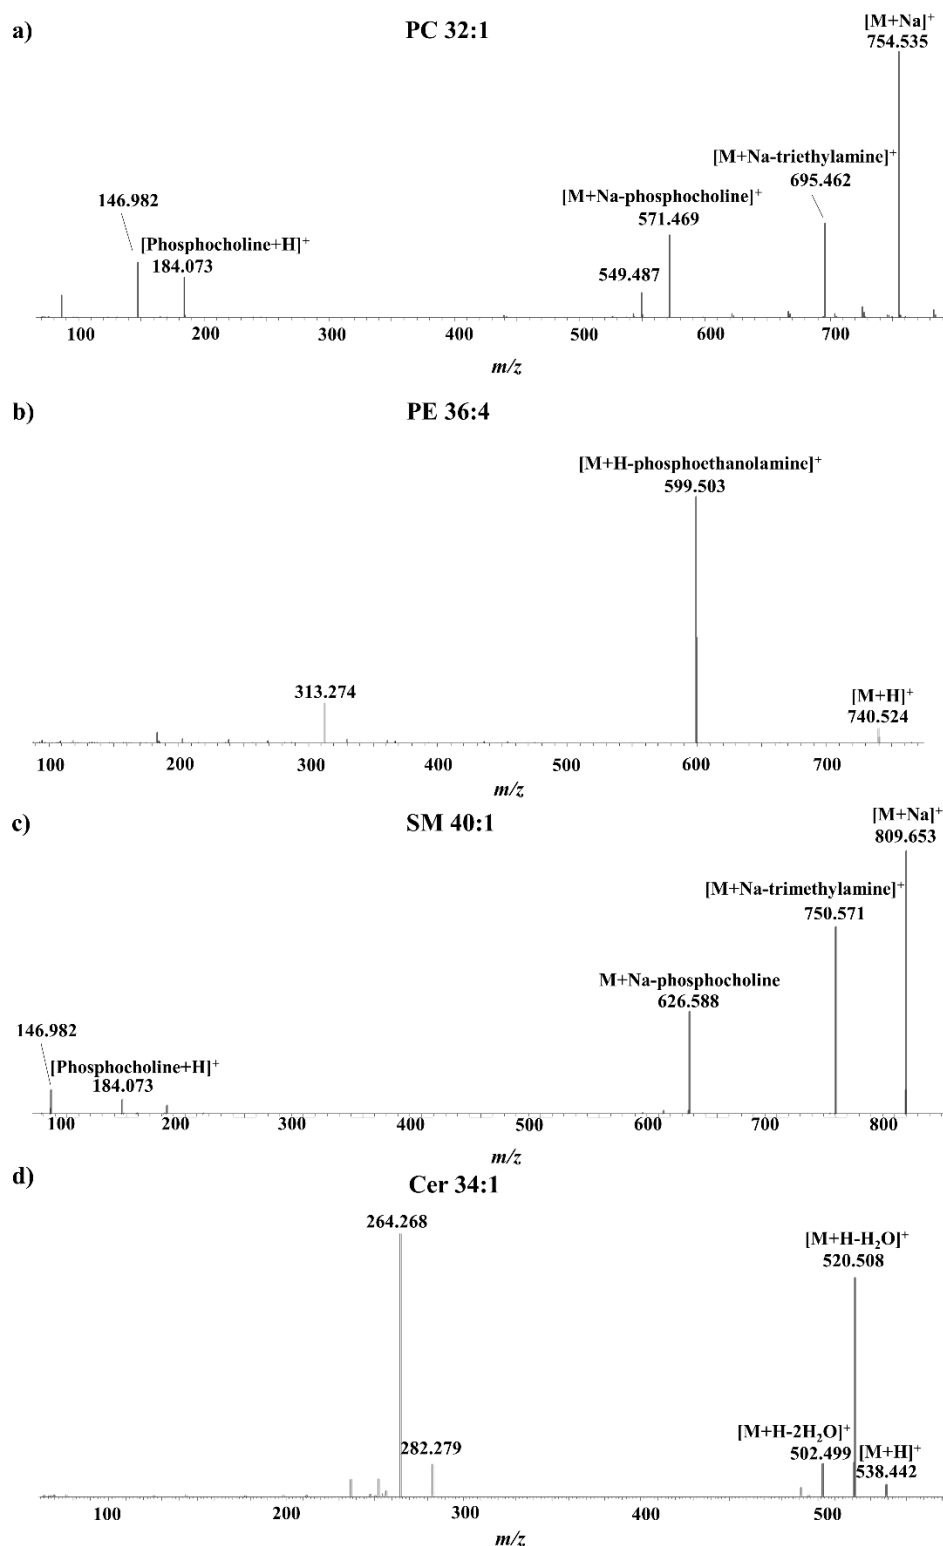 a)
PC 32:1
[M+Na]⁺
754.535
[M+Na-triethylamine]⁺
695.462
[M+Na-phosphocholine]⁺
571.469
549.487
146.982
[Phosphocholine+H]⁺
184.073
100 200 300 400 500 600 700
m/z
b)
PE 36:4
[M+H-phosphoethanolamine]⁺
599.503
313.274
[M+H]⁺
740.524
100 200 300 400 500 600 700
m/z
c)
SM 40:1
[M+Na]⁺
809.653
[M+Na-trimethylamine]⁺
750.571
M+Na-phosphocholine
626.588
146.982
[Phosphocholine+H]⁺
184.073
100 200 300 400 500 600 700 800
m/z
d)
Cer 34:1
264.268
[M+H-H₂O]⁺
520.508
282.279
[M+H-2H₂O]⁺
502.499
[M+H]⁺
538.442
100 200 300 400 500
m/z